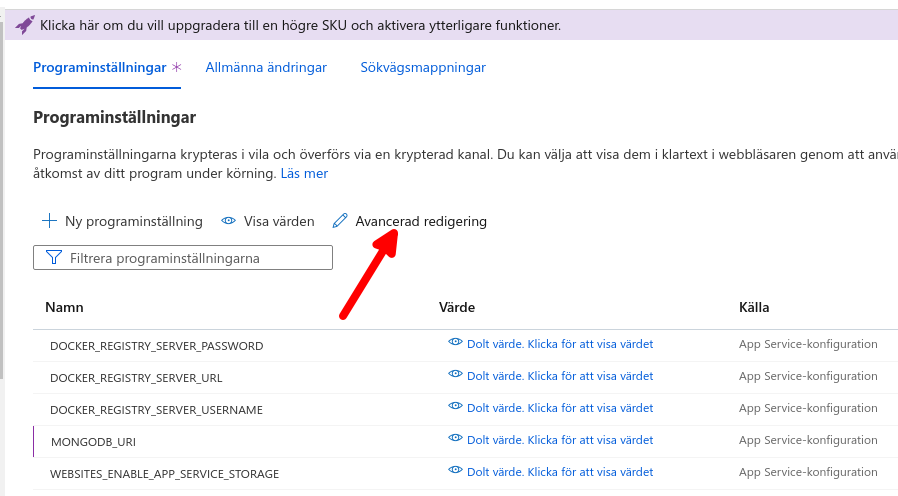 Klicka här om du vill uppgradera till en högre SKU och aktivera ytterligare funktioner.
Programinställningar * Allmänna ändringar Sökvägsmappningar
Programinställningar
Programinställningarna krypteras i vila och överförs via en krypterad kanal. Du kan välja att visa dem i klartext i webbläsaren genom att
åtkomst av ditt program under körning. Läs mer
Ny programinställning Visa värden Avancerad redigering
Filtrera programinställningarna
Namn Värde Källa
DOCKER_REGISTRY_SERVER_PASSWORD Dolt värde. Klicka för att visa värdet App Service-konfiguration
DOCKER_REGISTRY_SERVER_URL Dolt värde. Klicka för att visa värdet App Service-konfiguration
DOCKER_REGISTRY_SERVER_USERNAME Dolt värde. Klicka för att visa värdet App Service-konfiguration
MONGODB_URI Dolt värde. Klicka för att visa värdet App Service-konfiguration
WEBSITES_ENABLE_APP_SERVICE_STORAGE Dolt värde. Klicka för att visa värdet App Service-konfiguration